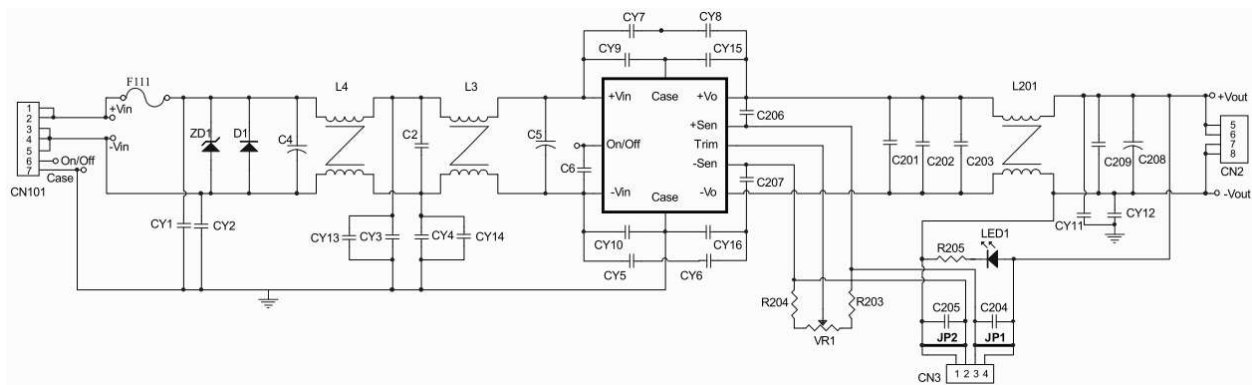 CY7
CY8
CY9
CY15
F111
L4
L3
L201
+Vin
-Vin
1
2
3
4
5
6
7
On/Off
Case
CN101
ZD1
D1
C4
C2
C5
C6
+Vin
Case
+Vo
On/Off
+Sen
Trim
-Sen
-Vin
Case
-Vo
C206
C207
C201
C202
C203
C209
C208
+Vout
5
6
7
8
CN2
-Vout
CY1
CY2
CY13
CY3
CY4
CY14
CY10
CY16
CY5
CY6
CY11
CY12
LED1
R205
R204
R203
VR1
C205
C204
JP2
JP1
CN3
1 2 3 4